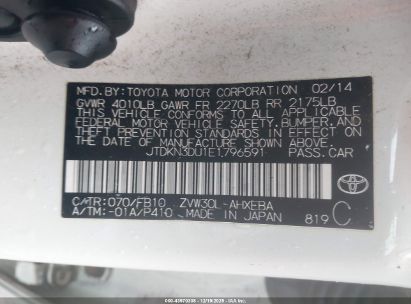 MFD.BY:TOYOTA MOTOR CORPORATION 02/14
GVWR 4010LB GAWR FR 2270LB RR 2175LB
THIS VEHICLE CONFORMS TO ALL APPLICABLE
FEDERAL MOTOR VEHICLE SAFETY, BUMPER, AND
THEFT PREVENTION STANDARDS IN EFFECT ON
THE DATE OF MANUFACTURE SHOWN ABOVE.
JTDKN3DU1E1796591 PASS.CAR
C/TR:070/FB10 ZVW30L-AHXEBA
A/TM:-01A/P410 MADE IN JAPAN 819 C
TOYOTA